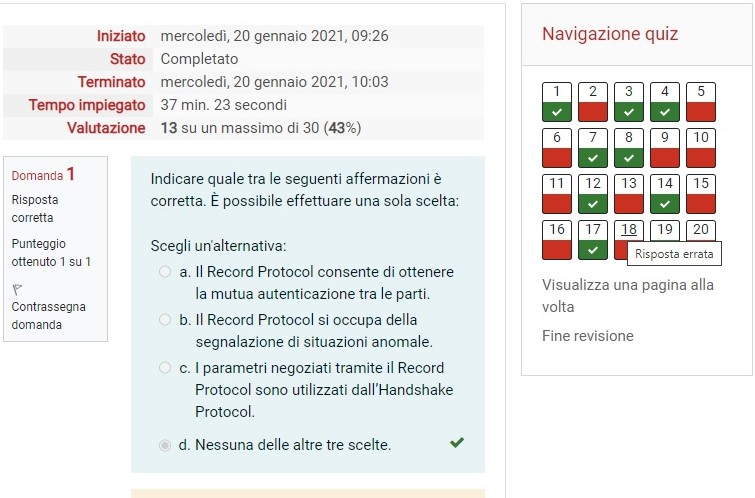 Iniziato mercoledì, 20 gennaio 2021, 09:26
Stato Completato
Terminato mercoledì, 20 gennaio 2021, 10:03
Tempo impiegato 37 min. 23 secondi
Valutazione 13 su un massimo di 30 (43%)
Domanda 1
Risposta
corretta
Punteggio
ottenuto 1 su 1
Contrassegna
domanda
Indicare quale tra le seguenti affermazioni è
corretta. È possibile effettuare una sola scelta:
Scegli un'alternativa:
a. Il Record Protocol consente di ottenere
la mutua autenticazione tra le parti.
b. Il Record Protocol si occupa della
segnalazione di situazioni anomale.
c. I parametri negoziati tramite il Record
Protocol sono utilizzati dall'Handshake
Protocol.
d. Nessuna delle altre tre scelte.
Navigazione quiz
1 2 3 4 5
6 7 8 9 10
11 12 13 14 15
16 17 18 19 20
Risposta errata
Visualizza una pagina alla
volta
Fine revisione